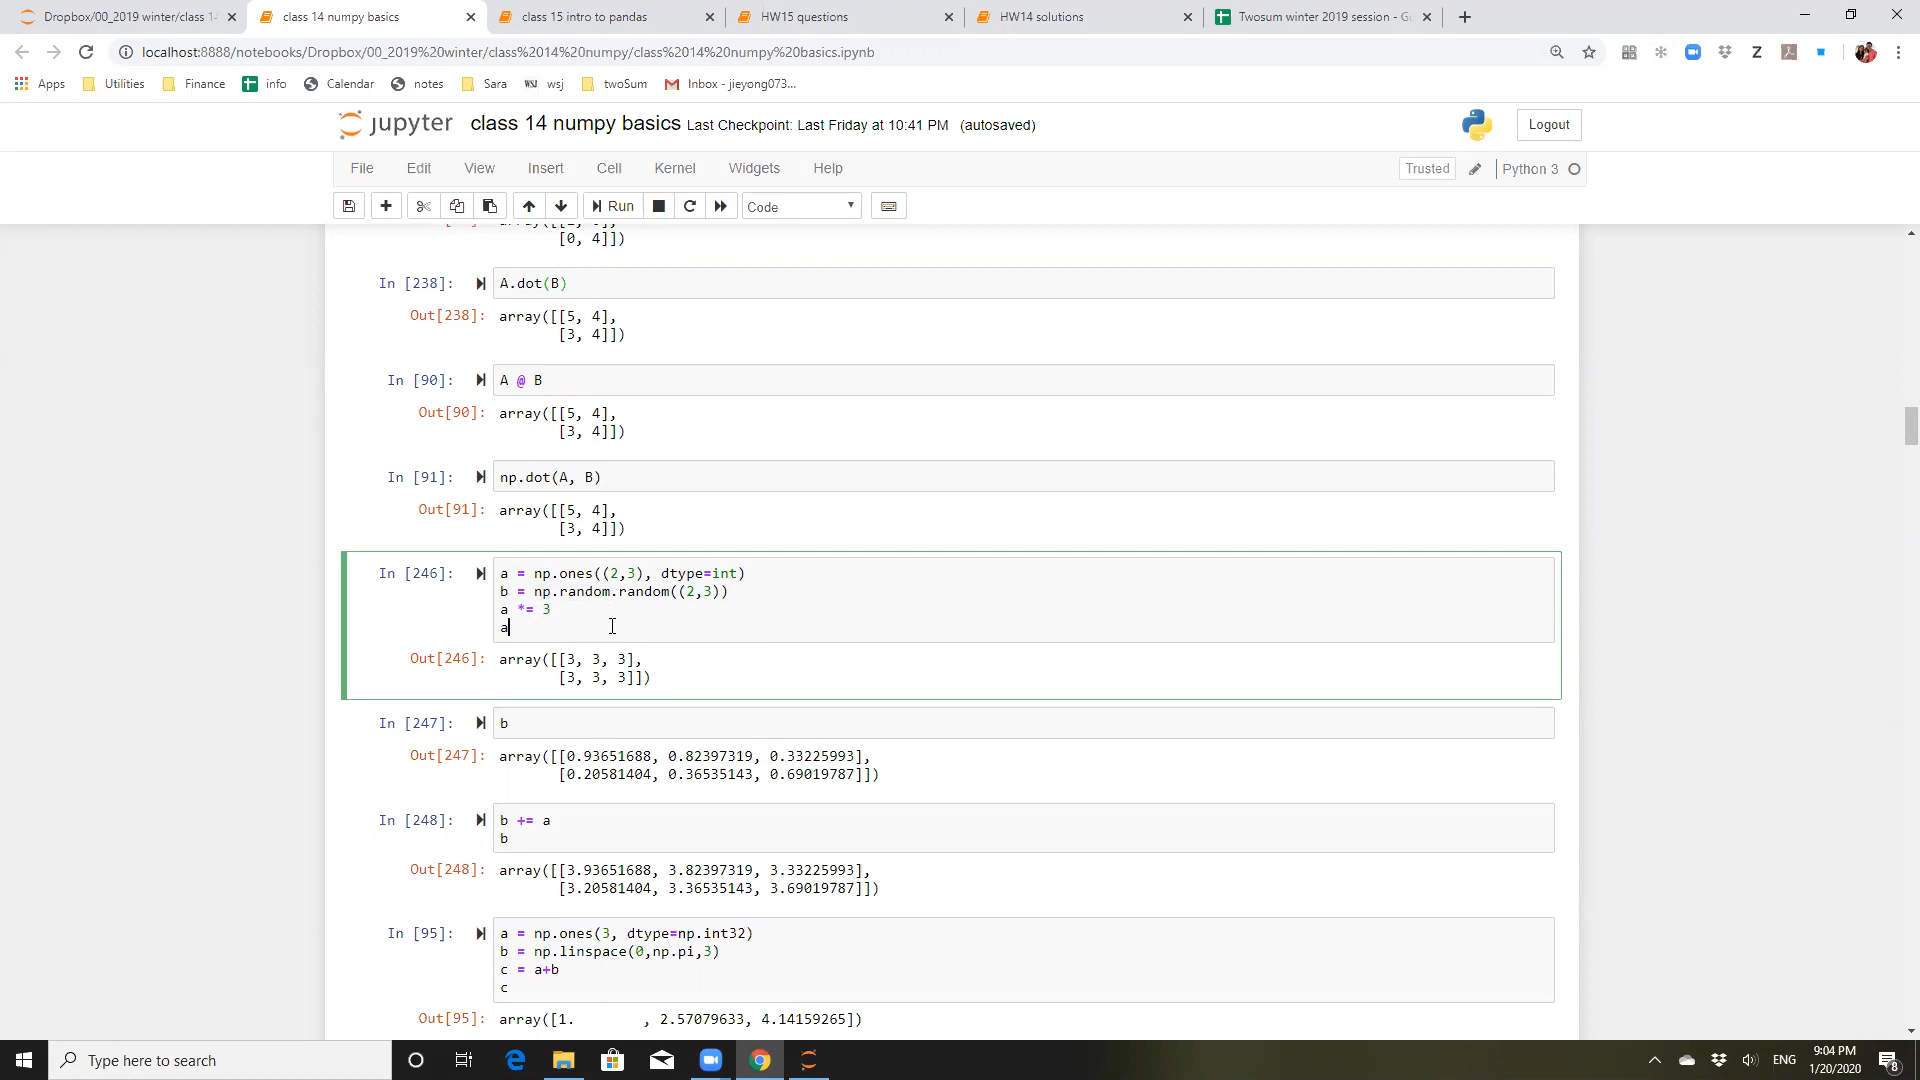 Dropbox/00_2019 winter/class 14
class 14 numpy basics
class 15 intro to pandas
HW15 questions
HW14 solutions
Twosum winter 2019 session - G
localhost:8888/notebooks/Dropbox/00_2019%20winter/class%2014%20numpy/class%2014%20numpy%20basics.ipynb
Apps
Utilities
Finance
info
Calendar
notes
Sara
WSJ
wsj
twoSum
Inbox - jieyong073...
jupyter
class 14 numpy basics
Last Checkpoint: Last Friday at 10:41 PM (autosaved)
Logout
File
Edit
View
Insert
Cell
Kernel
Widgets
Help
Trusted
Python 3
Run
Code
[0, 4]])
In [238]:
A.dot(B)
Out[238]:
array([[5, 4],
[3, 4]])
In [90]:
A @ B
Out[90]:
array([[5, 4],
[3, 4]])
In [91]:
np.dot(A, B)
Out[91]:
array([[5, 4],
[3, 4]])
In [246]:
a = np.ones((2,3), dtype=int)
b = np.random.random((2,3))
a *= 3
a
Out[246]:
array([[3, 3, 3],
[3, 3, 3]])
In [247]:
b
Out[247]:
array([[0.93651688, 0.82397319, 0.33225993],
[0.20581404, 0.36535143, 0.69019787]])
In [248]:
b += a
b
Out[248]:
array([[3.93651688, 3.82397319, 3.33225993],
[3.20581404, 3.36535143, 3.69019787]])
In [95]:
a = np.ones(3, dtype=np.int32)
b = np.linspace(0,np.pi,3)
c = a+b
c
Out[95]:
array([1.        , 2.57079633, 4.14159265])
Type here to search
ENG
9:04 PM
1/20/2020
8